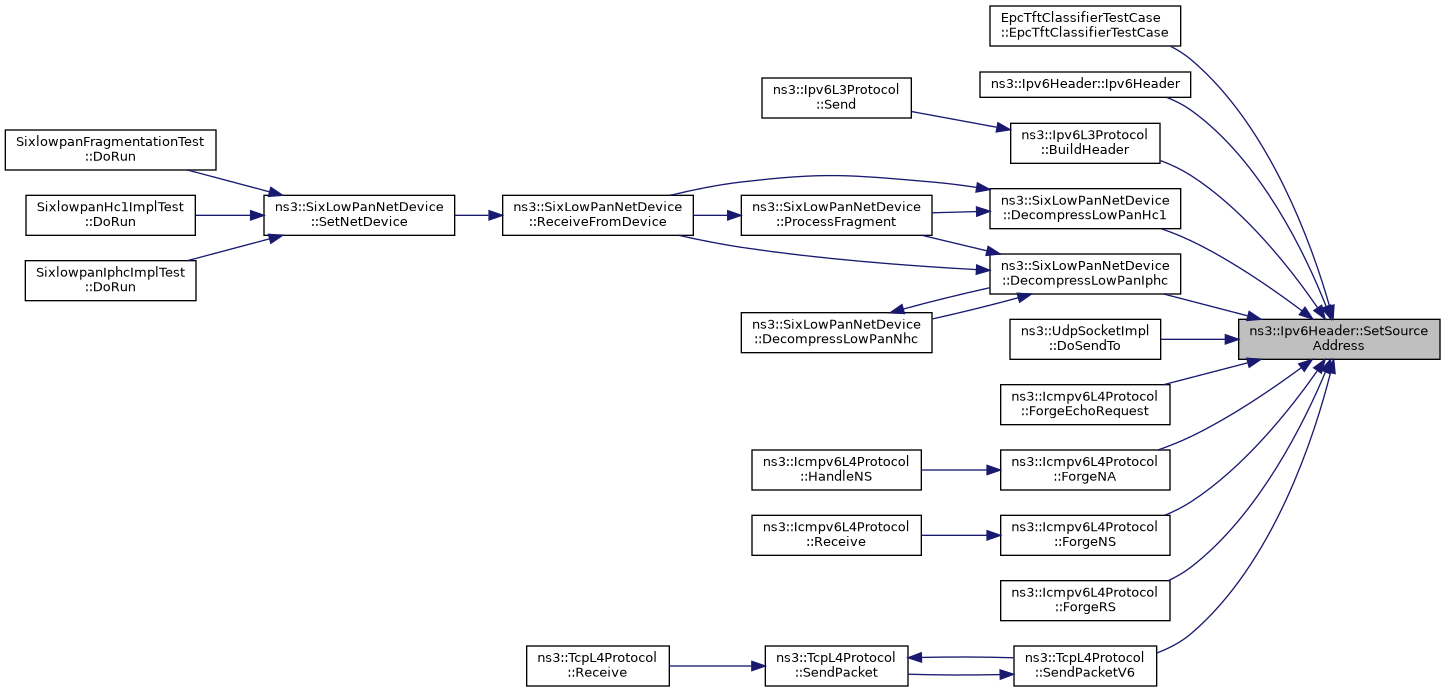 EpcTftClassifierTestCase
::EpcTftClassifierTestCase
ns3::Ipv6Header::Ipv6Header
ns3::Ipv6L3Protocol
::Send
ns3::Ipv6L3Protocol
::BuildHeader
SixlowpanFragmentationTest
::DoRun
SixlowpanHc1ImplTest
::DoRun
ns3::SixLowPanNetDevice
::SetNetDevice
ns3::SixLowPanNetDevice
::ReceiveFromDevice
ns3::SixLowPanNetDevice
::ProcessFragment
ns3::SixLowPanNetDevice
::DecompressLowPanHc1
SixlowpanIphcImplTest
::DoRun
ns3::SixLowPanNetDevice
::DecompressLowPanIphc
ns3::SixLowPanNetDevice
::DecompressLowPanNhc
ns3::UdpSocketImpl
::DoSendTo
ns3::Ipv6Header::SetSource
Address
ns3::Icmpv6L4Protocol
::ForgeEchoRequest
ns3::Icmpv6L4Protocol
::HandleNS
ns3::Icmpv6L4Protocol
::ForgeNA
ns3::Icmpv6L4Protocol
::Receive
ns3::Icmpv6L4Protocol
::ForgeNS
ns3::Icmpv6L4Protocol
::ForgeRS
ns3::TcpL4Protocol
::Receive
ns3::TcpL4Protocol
::SendPacket
ns3::TcpL4Protocol
::SendPacketV6